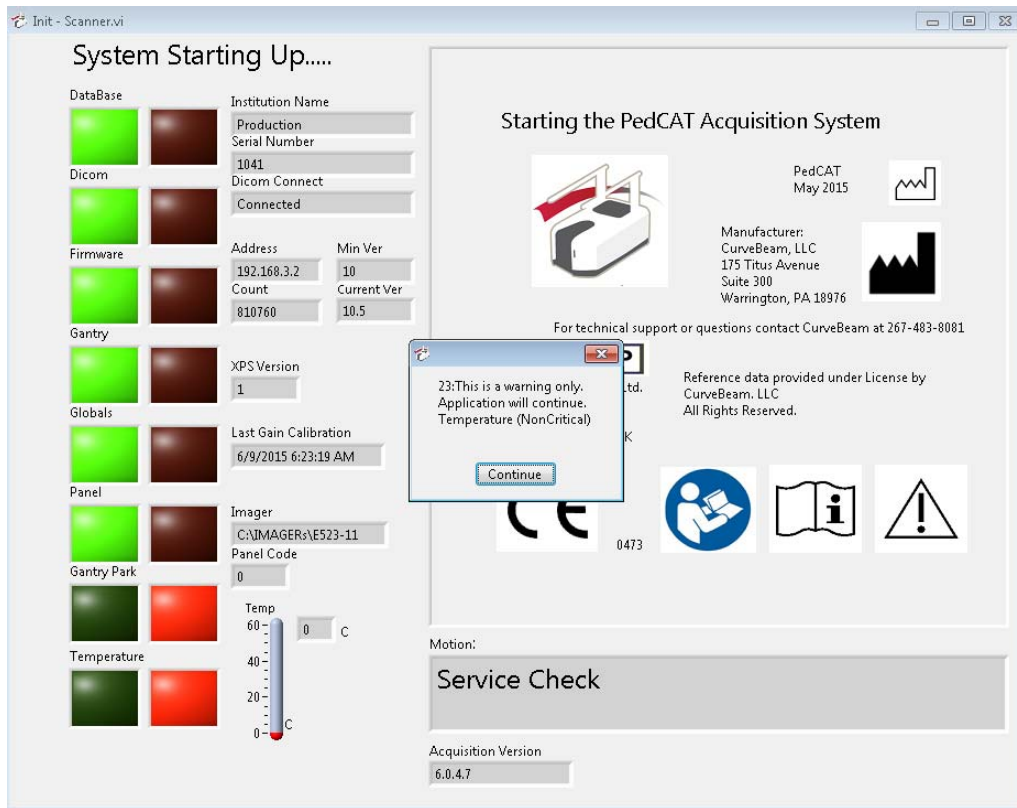 Init - Scanner.vi
System Starting Up.....
DataBase
Institution Name
Production
Serial Number
1041
Dicom
Dicom Connect
Connected
Firmware
Address
Min Ver
192.168.3.2
10
Count
Current Ver
810760
10.5
Gantry
XPS Version
1
Globals
Last Gain Calibration
6/9/2015 6:23:19 AM
Panel
Imager
C:\IMAGERs\E523-11
Panel Code
0
Gantry Park
Temp
60
0
C
40
20
C
0
Temperature
Starting the PedCAT Acquisition System
PedCAT
May 2015
Manufacturer:
CurveBeam, LLC
175 Titus Avenue
Suite 300
Warrington, PA 18976
For technical support or questions contact CurveBeam at 267-483-8081
P
Ltd.
K
Reference data provided under License by
CurveBeam. LLC
All Rights Reserved.
23:This is a warning only.
Application will continue.
Temperature (NonCritical)
Continue
CE
0473
i
Motion:
Service Check
Acquisition Version
6.0.4.7